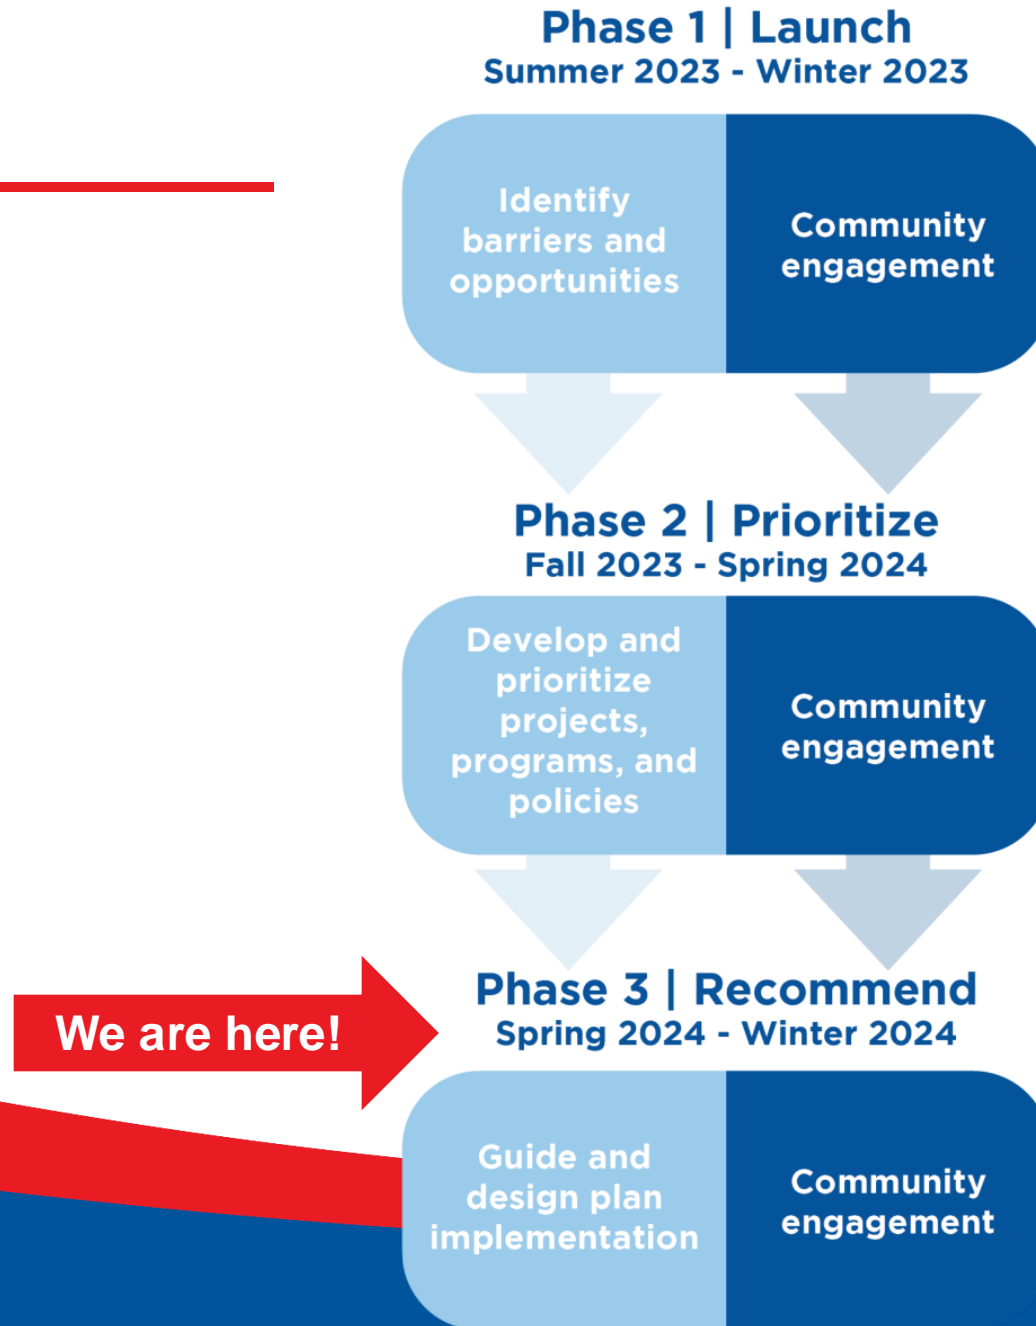 Phase 1 | Launch
Summer 2023 - Winter 2023
Identify
barriers and
opportunities
Community
engagement
Phase 2 | Prioritize
Fall 2023 - Spring 2024
Develop and
prioritize
projects,
programs, and
policies
Community
engagement
We are here!
Phase 3 | Recommend
Spring 2024 - Winter 2024
Guide and
design plan
implementation
Community
engagement